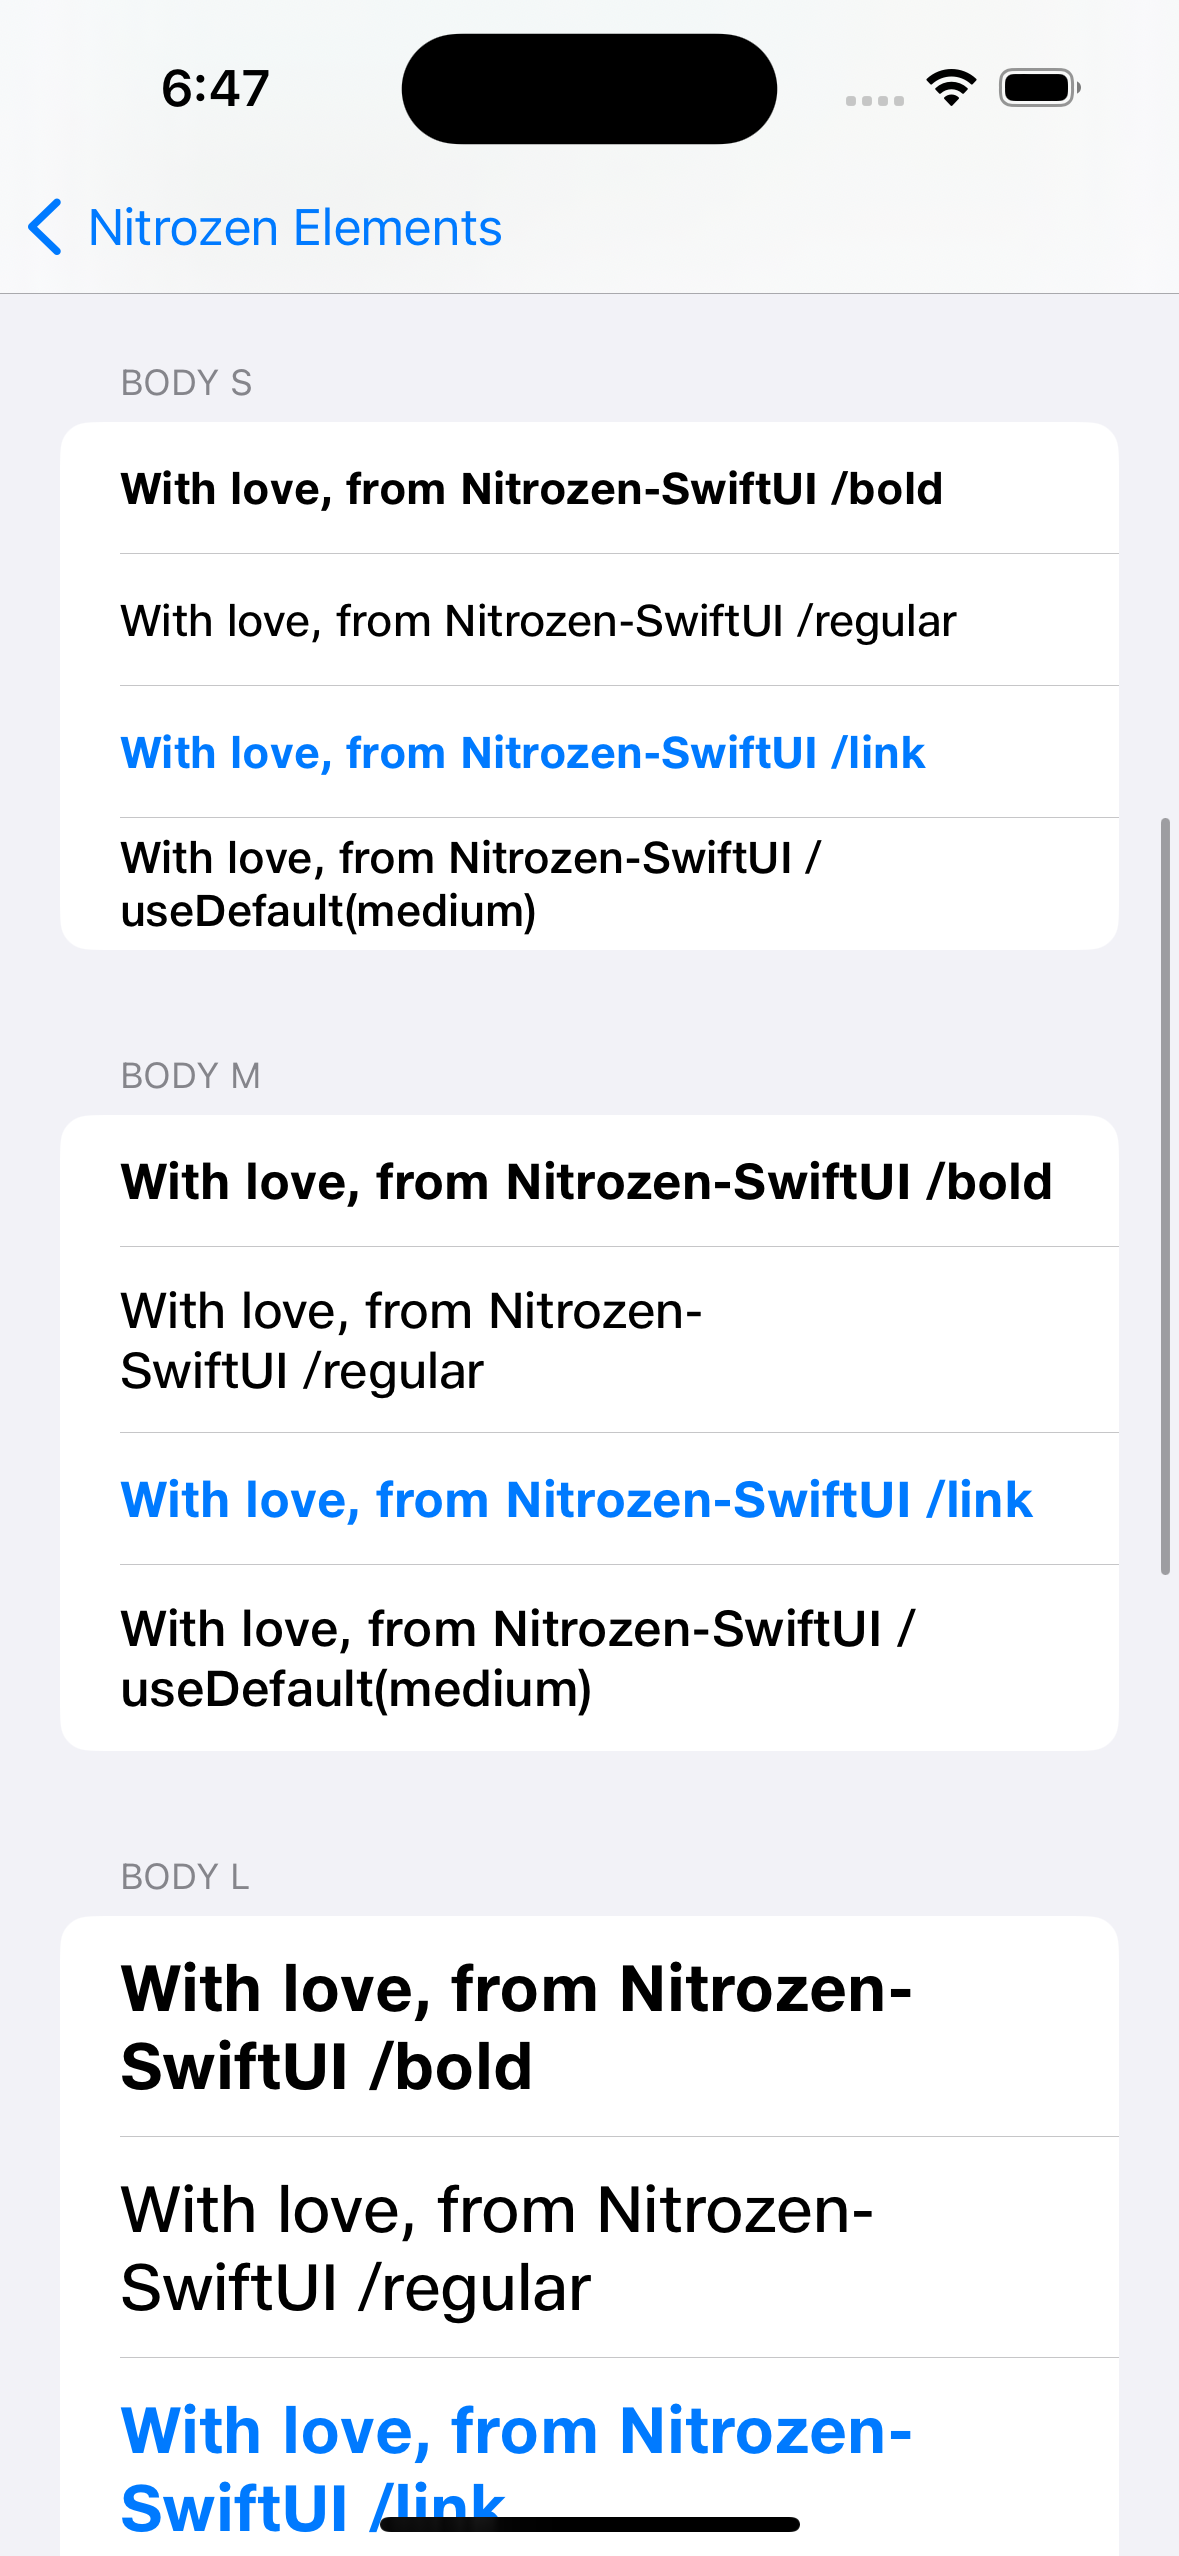 6:47
Nitrozen Elements
BODY S
With love, from Nitrozen-SwiftUI /bold
With love, from Nitrozen-SwiftUI /regular
With love, from Nitrozen-SwiftUI /link
With love, from Nitrozen-SwiftUI /
useDefault(medium)
BODY M
With love, from Nitrozen-SwiftUI /bold
With love, from Nitrozen-
SwiftUI /regular
With love, from Nitrozen-SwiftUI /link
With love, from Nitrozen-SwiftUI /
useDefault(medium)
BODY L
With love, from Nitrozen-
SwiftUI /bold
With love, from Nitrozen-
SwiftUI /regular
With love, from Nitrozen-
SwiftUI /link